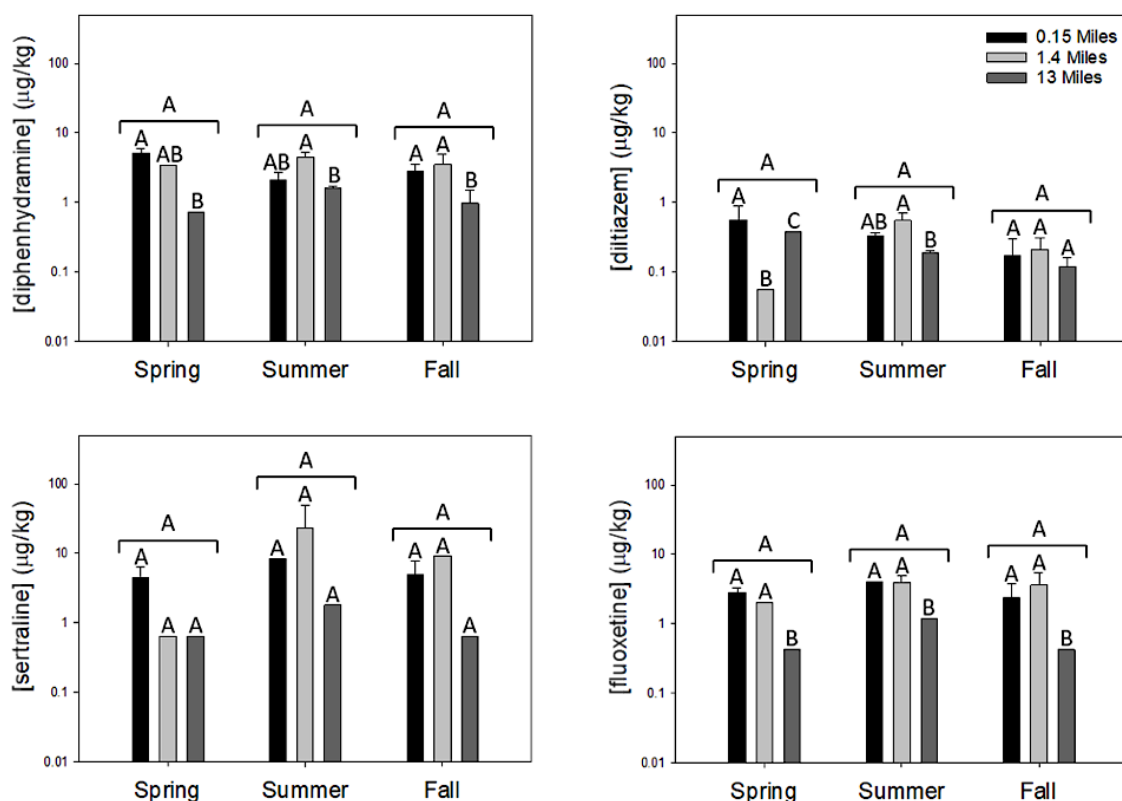 [diphenhydramine] (µg/kg)
100
10
1
0.1
0.01
A
A
AB
B
A
AB
A
B
A
A
A
B
Spring
Summer
Fall
[diltiazem] (µg/kg)
100
10
1
0.1
0.01
0.15 Miles
1.4 Miles
13 Miles
A
A
B
C
A
AB
A
B
A
A
A
A
Spring
Summer
Fall
[sertraline] (µg/kg)
100
10
1
0.1
0.01
A
A
A
A
A
A
A
A
A
A
A
A
Spring
Summer
Fall
[fluoxetine] (µg/kg)
100
10
1
0.1
0.01
A
A
A
B
A
A
A
B
A
A
A
B
Spring
Summer
Fall